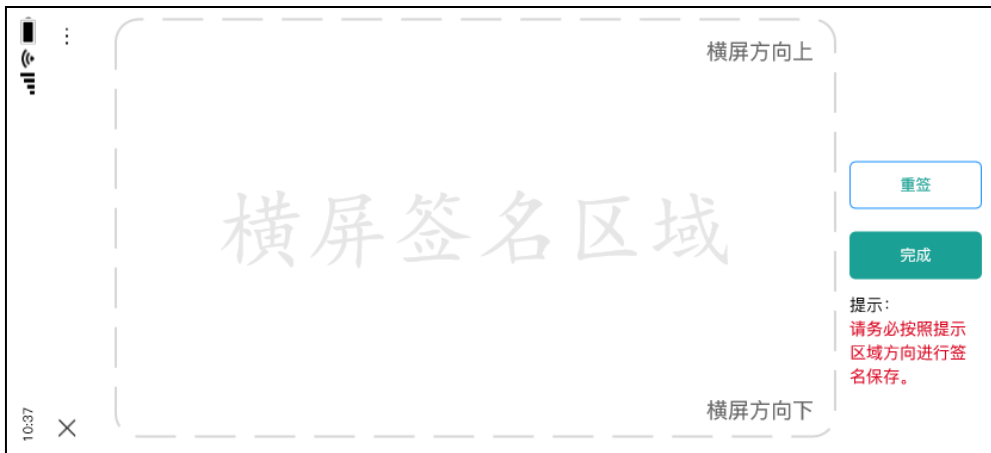 横屏方向上
横屏签名区域
横屏方向下
重签
完成
提示：
请务必按照提示
区域方向进行签
名保存。
10:37